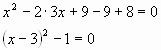 x² − 2 · 3x + 9 − 9 + 8 = 0
(x − 3)² − 1 = 0